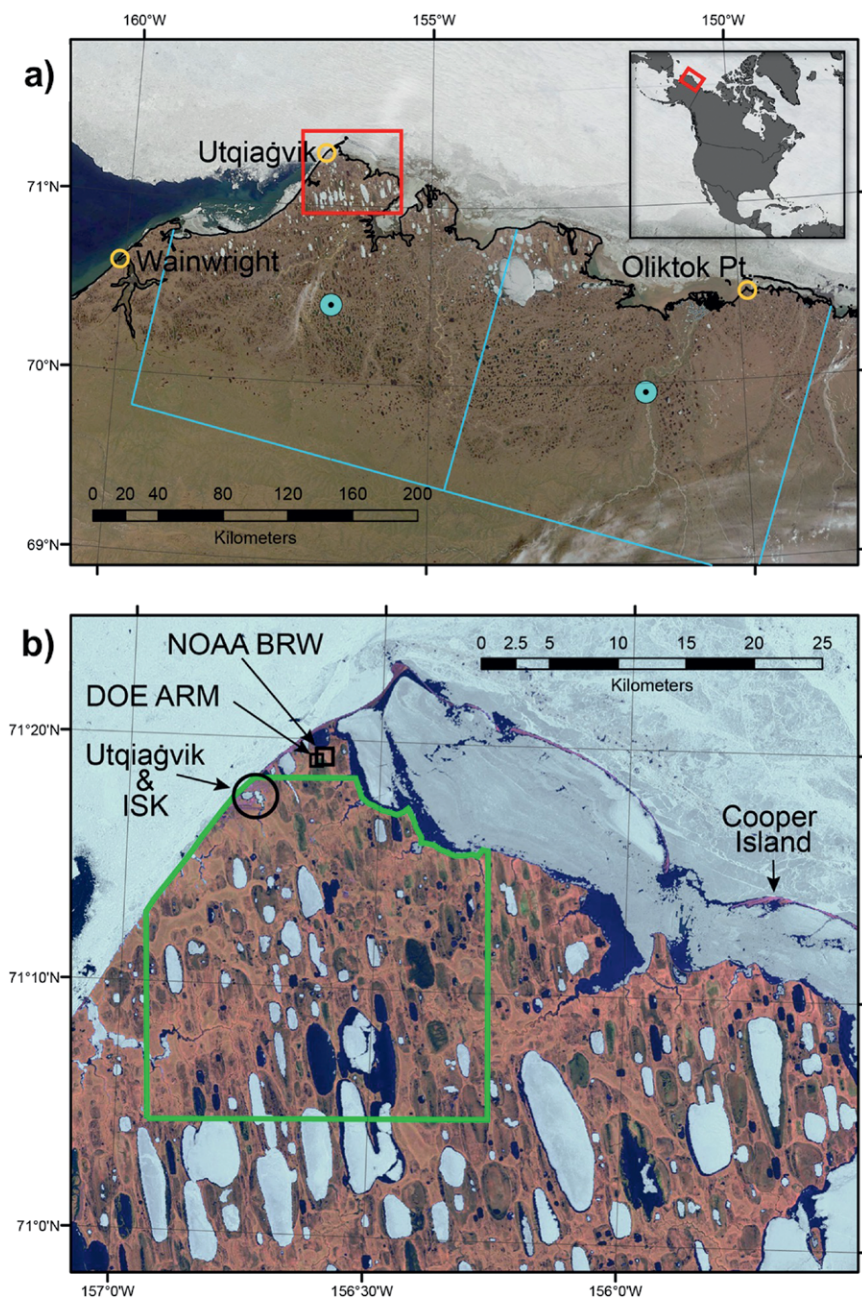 160°W
155°W
150°W
a)
Utqiaġvik
71°N
Wainwright
Oliktok Pt.
70°N
0 20 40 80 120 160 200
Kilometers
69°N
b)
NOAA BRW
0 2.5 5 10 15 20 25
Kilometers
DOE ARM
71°20'N
Utqiaġvik
&
ISK
Cooper
Island
71°10'N
71°0'N
157°0'W
156°30'W
156°0'W